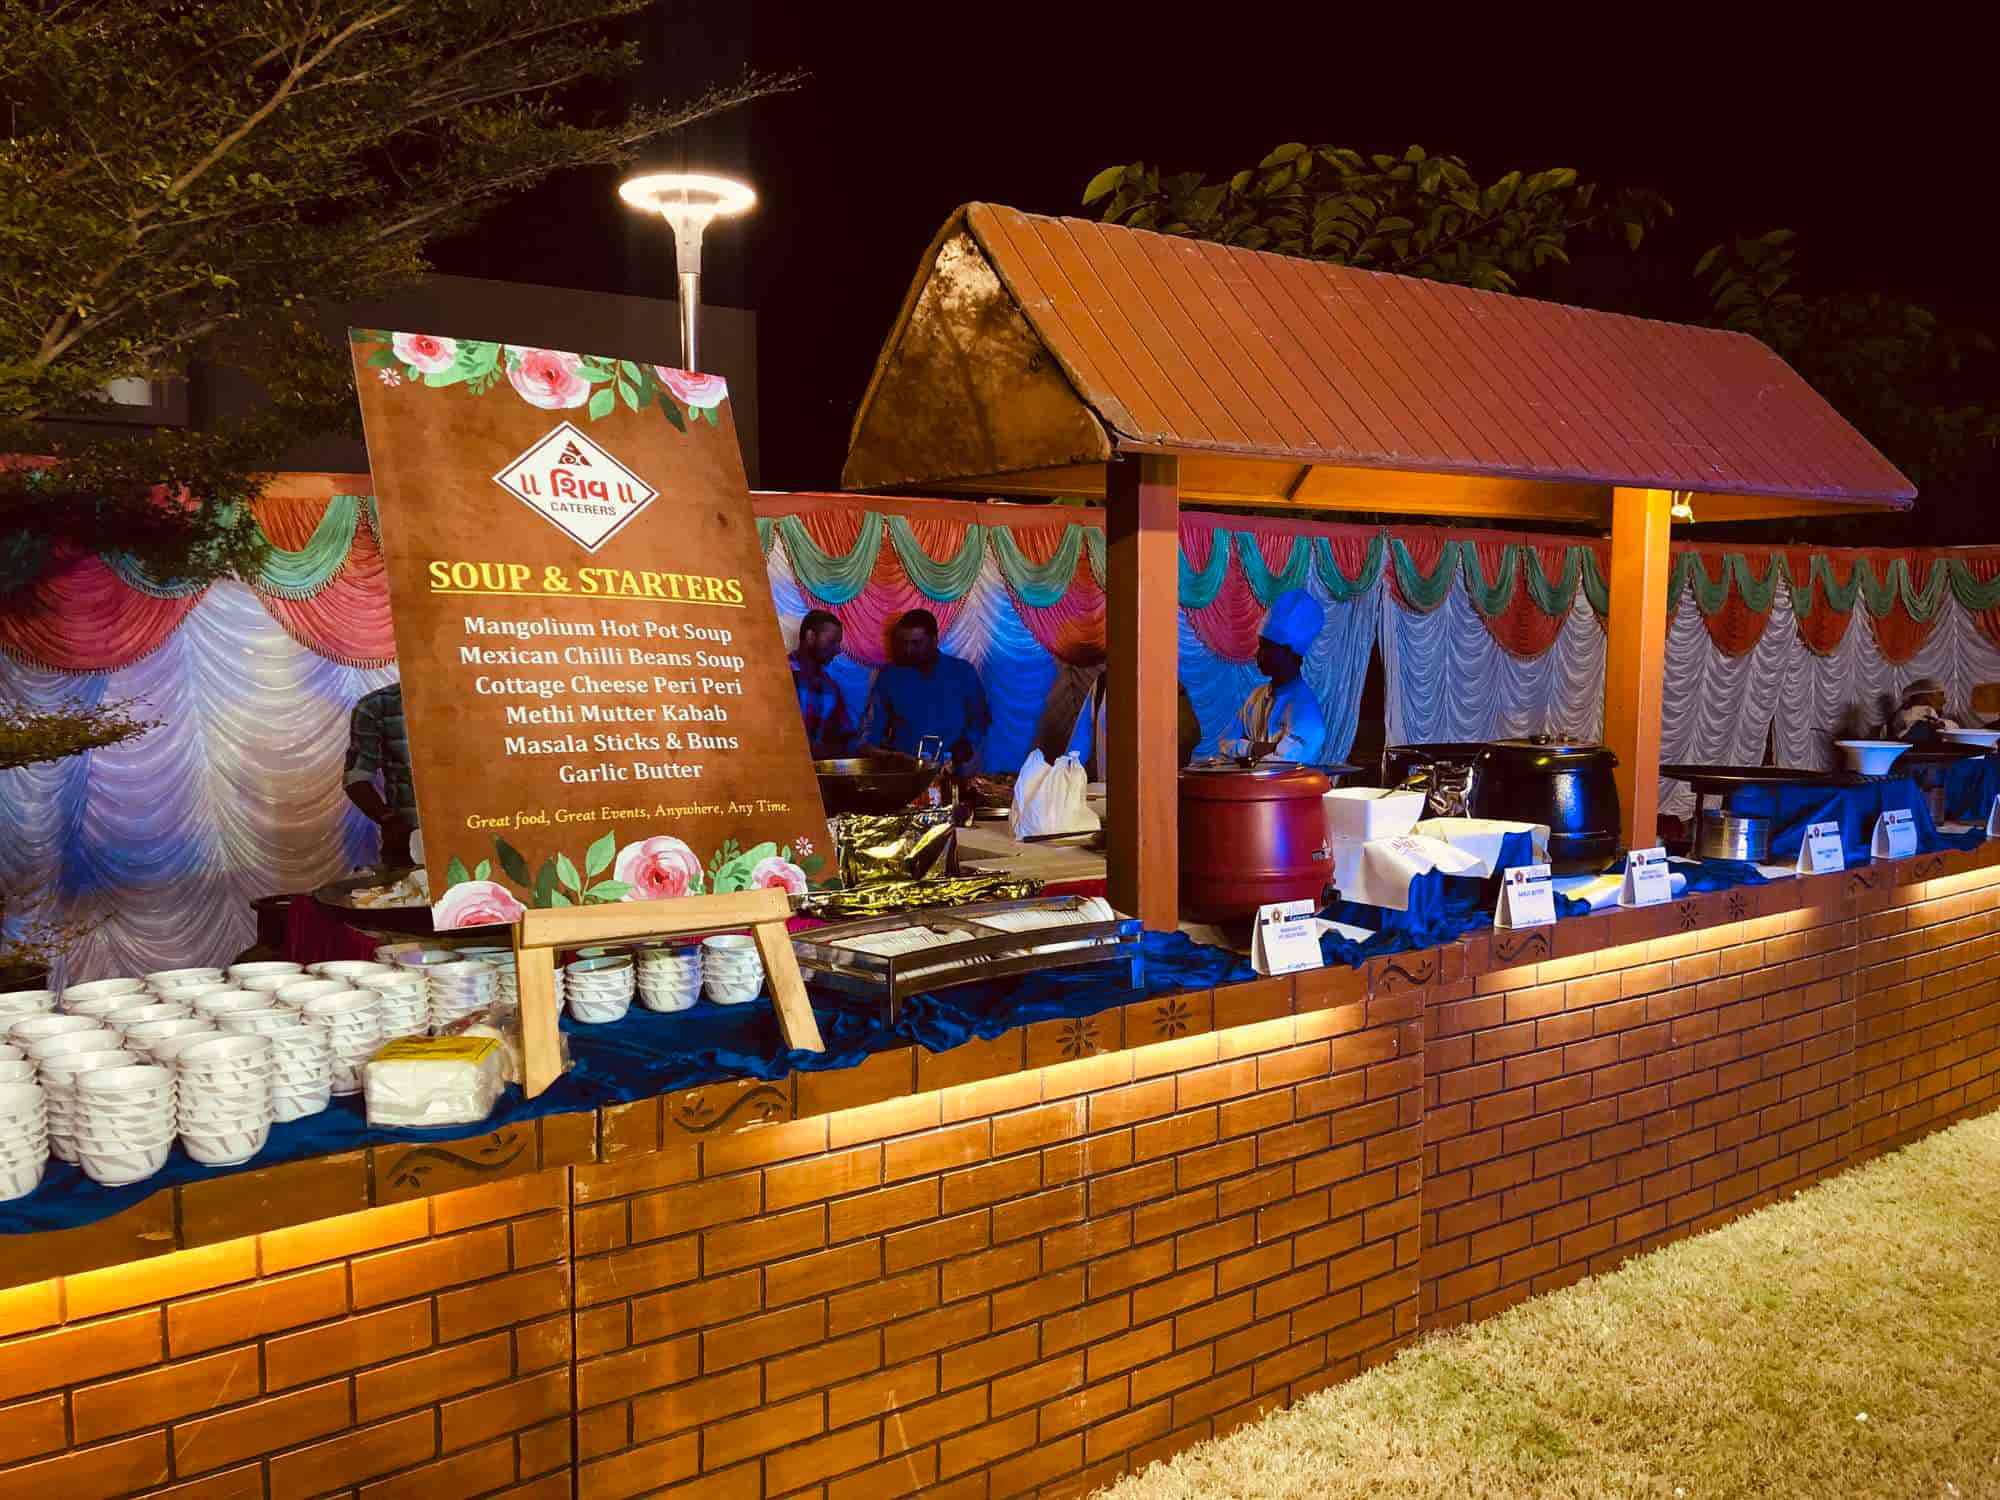 ॥ શિવ ॥
CATERERS
SOUP & STARTERS
Mangolium Hot Pot Soup
Mexican Chilli Beans Soup
Cottage Cheese Peri Peri
Methi Mutter Kabab
Masala Sticks & Buns
Garlic Butter
Great food, Great Events, Anywhere, Any Time.